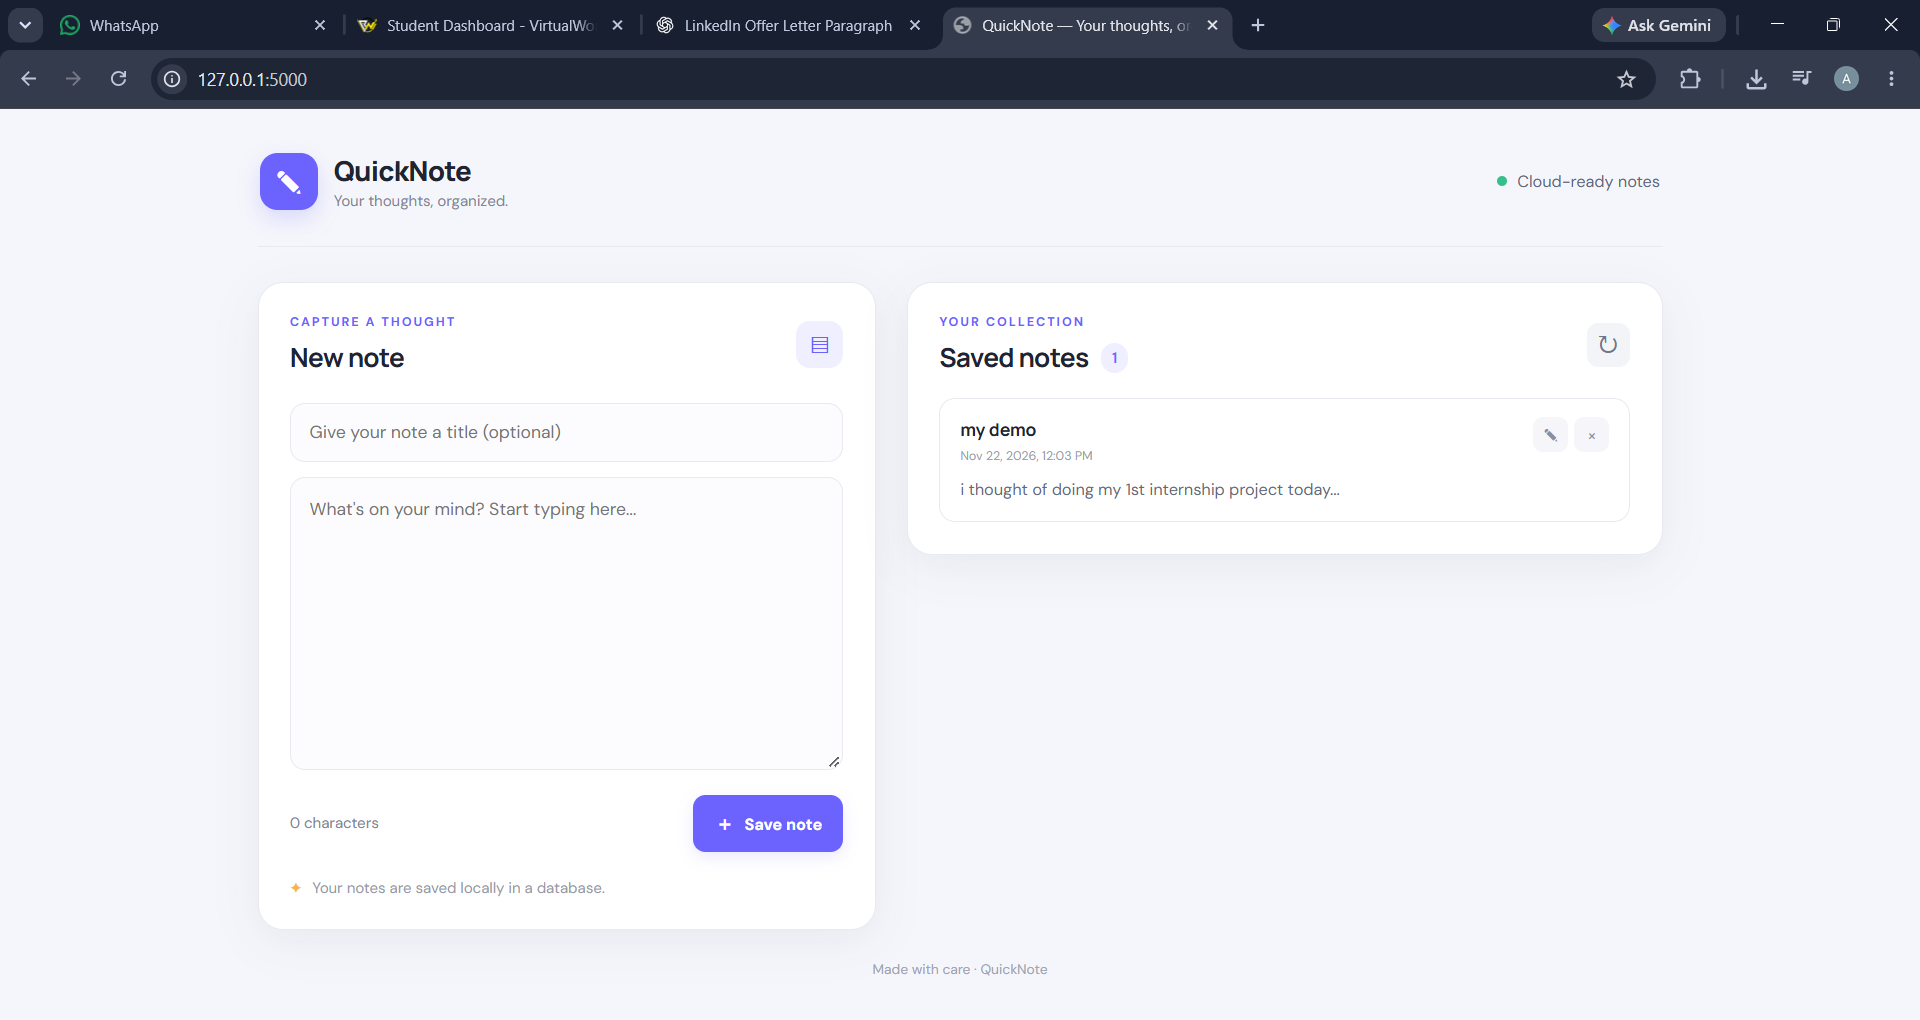 WhatsApp
Student Dashboard - VirtualWo
LinkedIn Offer Letter Paragraph
QuickNote — Your thoughts, or
Ask Gemini
127.0.0.1:5000
A
QuickNote
Your thoughts, organized.
Cloud-ready notes
CAPTURE A THOUGHT
New note
Give your note a title (optional)
What's on your mind? Start typing here...
0 characters
+ Save note
Your notes are saved locally in a database.
YOUR COLLECTION
Saved notes 1
my demo
Nov 22, 2026, 12:03 PM
i thought of doing my 1st internship project today...
Made with care · QuickNote